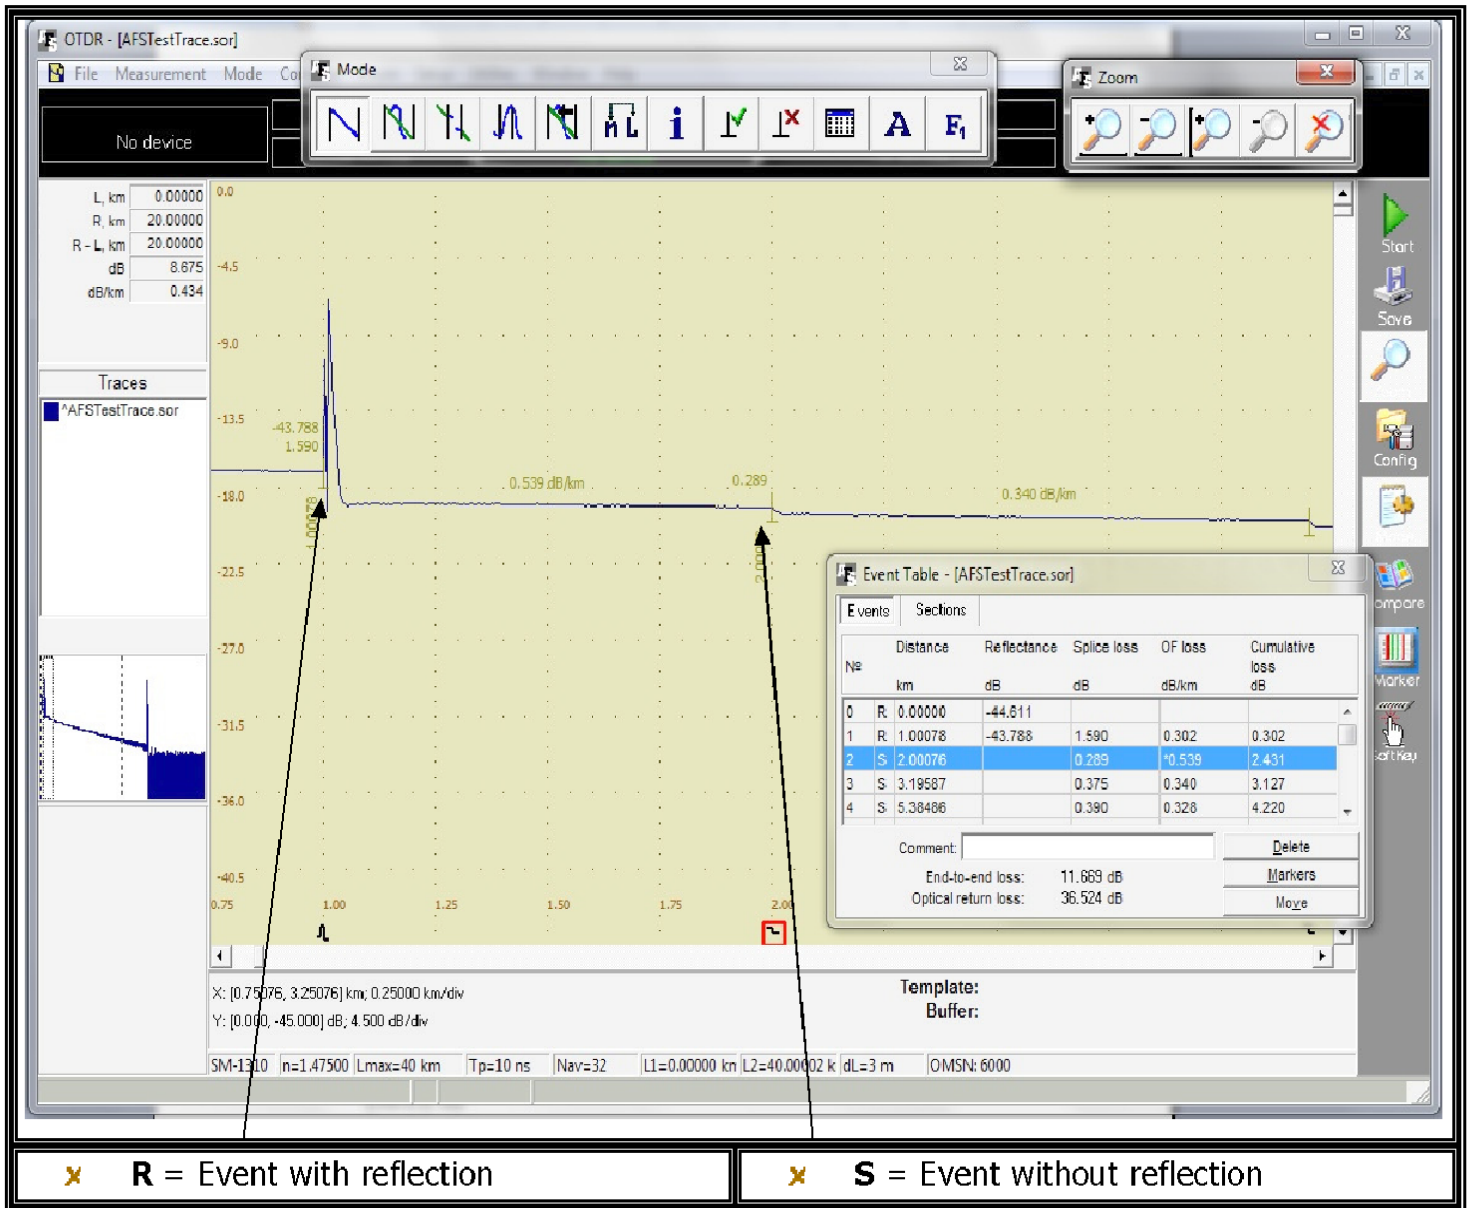 OTDR - [AFSTestTrace.sor]
File Measurement Mode Co
Mode
Zoom
No device
A F1
L, km 0.00000
R, km 20.00000
R - L, km 20.00000
dB 8.675
dB/km 0.434
Traces
^AFSTestTrace.sor
0.0
-4.5
-9.0
-13.5
-18.0
-22.5
-27.0
-31.5
-36.0
-40.5
-43.788
1.590
1.00078
0.539 dB/km
0.289
0.340 dB/km
0.75 1.00 1.25 1.50 1.75 2.00
Start
Save
Config
ompare
Marker
Soft Key
Event Table - [AFSTestTrace.sor]
Events Sections
№ Distance Reflectance Splice loss OF loss Cumulative loss
km dB dB dB/km dB
0 R 0.00000 -44.611
1 R 1.00078 -43.788 1.590 0.302 0.302
2 S 2.00076 0.289 *0.539 2.431
3 S 3.19587 0.375 0.340 3.127
4 S 5.38486 0.390 0.328 4.220
Comment:
Delete
End-to-end loss: 11.669 dB
Markers
Optical return loss: 36.524 dB
Move
X: [0.75076, 3.25076] km; 0.25000 km/div
Y: [0.000, -45.000] dB; 4.500 dB/div
Template:
Buffer:
SM-1310 n=1.47500 Lmax=40 km Tp=10 ns Nav=32 L1=0.00000 km L2=40.00002 k dL=3 m OMSN: 6000
R = Event with reflection
S = Event without reflection